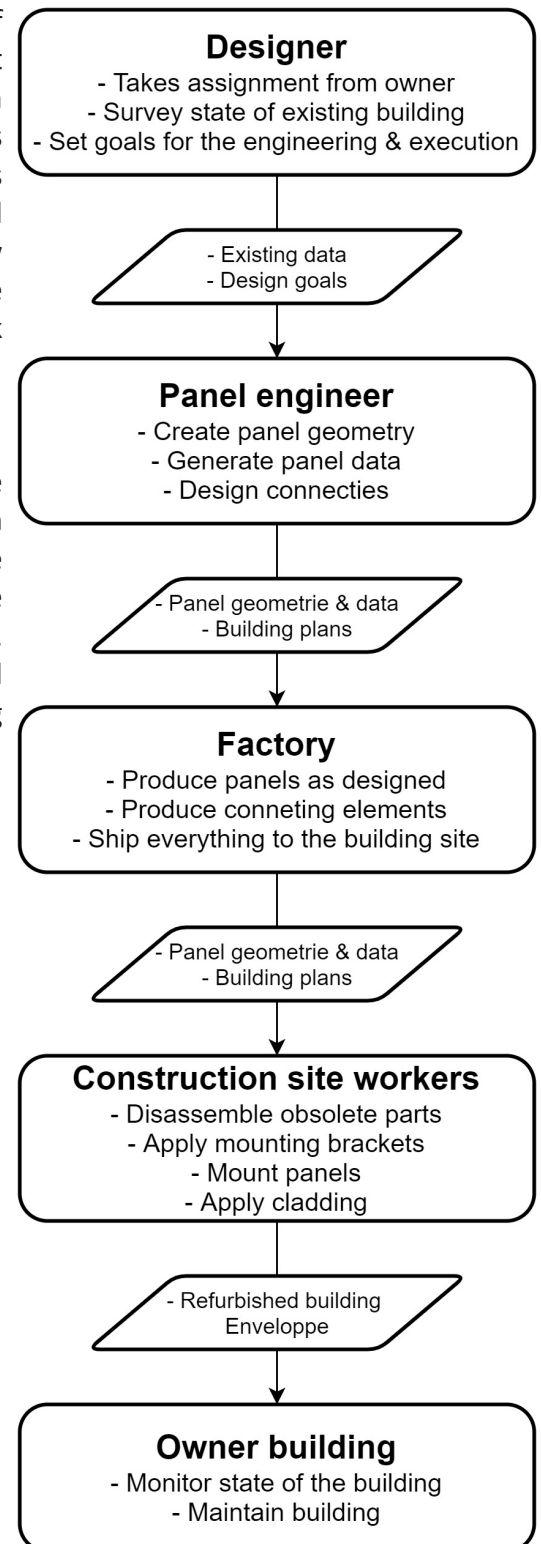 Designer
- Takes assignment from owner
- Survey state of existing building
- Set goals for the engineering & execution
- Existing data
- Design goals
Panel engineer
- Create panel geometry
- Generate panel data
- Design connecties
- Panel geometrie & data
- Building plans
Factory
- Produce panels as designed
- Produce conneting elements
- Ship everything to the building site
- Panel geometrie & data
- Building plans
Construction site workers
- Disassemble obsolete parts
- Apply mounting brackets
- Mount panels
- Apply cladding
- Refurbished building
Enveloppe
Owner building
- Monitor state of the building
- Maintain building